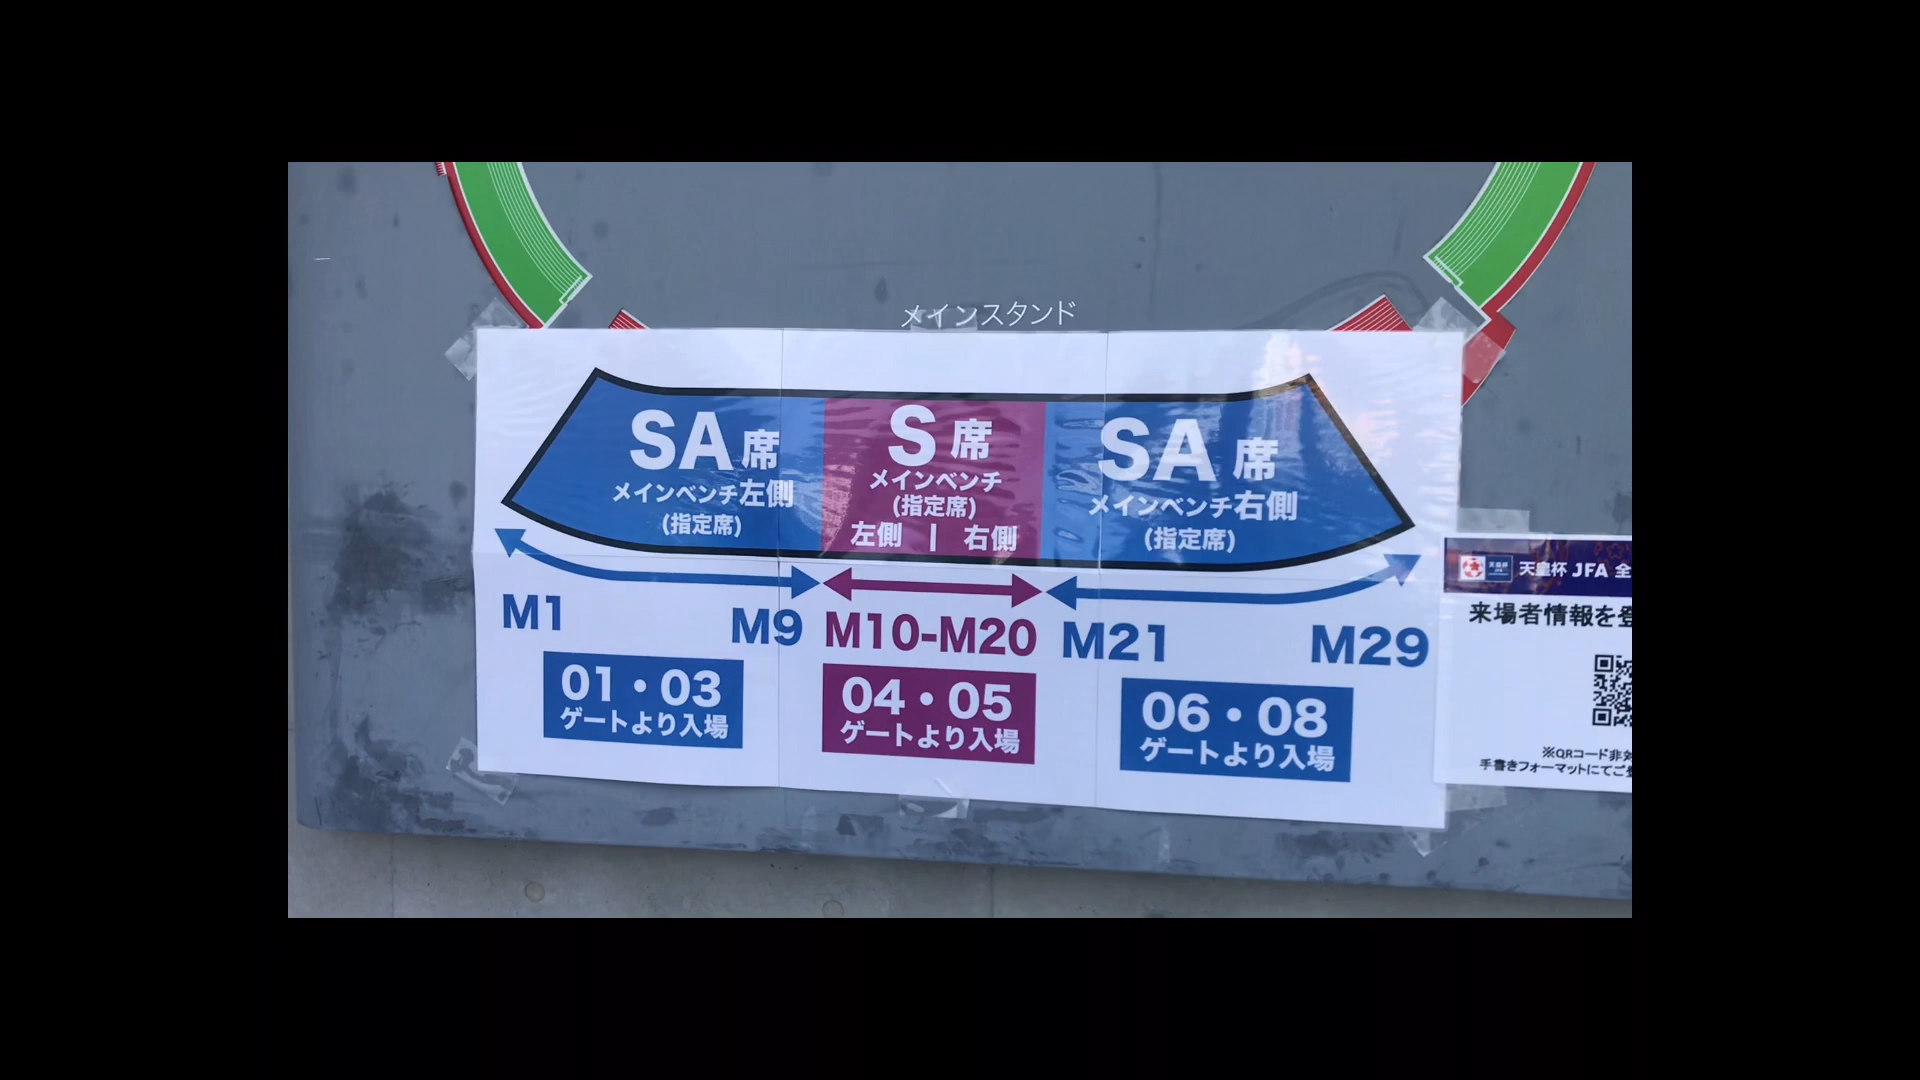 メインスタンド
SA席
メインベンチ左側
(指定席)
S席
メインベンチ
(指定席)
左側 | 右側
SA席
メインベンチ右側
(指定席)
M1
M9
M10-M20
M21
M29
01・03
ゲートより入場
04・05
ゲートより入場
06・08
ゲートより入場
天皇杯 JFA 全
来場者情報を登
※QRコード非対
手書きフォーマットにてご登